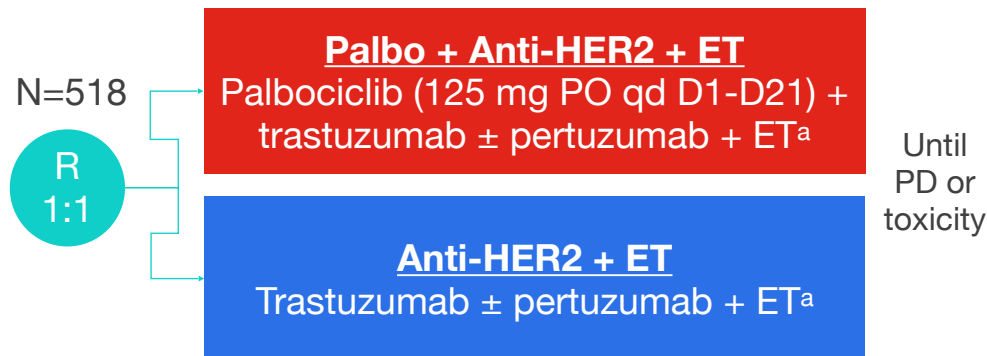 N=518
R
1:1
Palbo + Anti-HER2 + ET
Palbociclib (125 mg PO qd D1-D21) +
trastuzumab ± pertuzumab + ETᵃ
Anti-HER2 + ET
Trastuzumab ± pertuzumab + ETᵃ
Until
PD or
toxicity